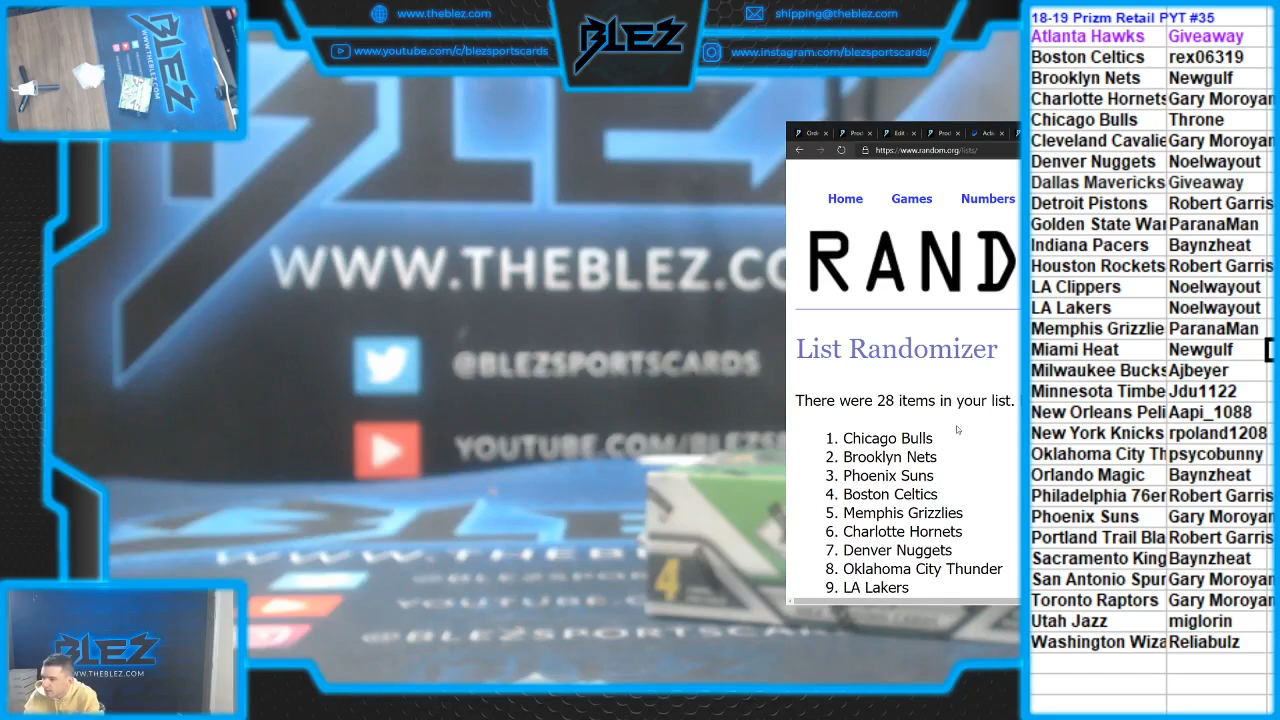 www.theblez.com
www.youtube.com/c/blezsportscards
BLEZ
shipping@theblez.com
www.instagram.com/blezsportscards/
WWW.THEBLEZ.CO
@BLEZSPORTSCARDS
YOUTUBE.COM/BLEZS
4
BLEZ
WWW.THEBLEZ.COM
https://www.random.org/lists/
Home Games Numbers
RAND
List Randomizer
There were 28 items in your list.
1. Chicago Bulls
2. Brooklyn Nets
3. Phoenix Suns
4. Boston Celtics
5. Memphis Grizzlies
6. Charlotte Hornets
7. Denver Nuggets
8. Oklahoma City Thunder
9. LA Lakers
18-19 Prizm Retail PYT #35
Atlanta Hawks Giveaway
Boston Celtics rex06319
Brooklyn Nets Newgulf
Charlotte Hornets Gary Moroyan
Chicago Bulls Throne
Cleveland Cavalie Gary Moroyan
Denver Nuggets Noelwayout
Dallas Mavericks Giveaway
Detroit Pistons Robert Garris
Golden State War ParanaMan
Indiana Pacers Baynzheat
Houston Rockets Robert Garris
LA Clippers Noelwayout
LA Lakers Noelwayout
Memphis Grizzlie ParanaMan
Miami Heat Newgulf
Milwaukee Bucks Ajbeyer
Minnesota Timbe Jdu1122
New Orleans Peli Aapi_1088
New York Knicks rpoland1208
Oklahoma City Th psycobunny
Orlando Magic Baynzheat
Philadelphia 76er Robert Garris
Phoenix Suns Gary Moroyan
Portland Trail Bla Robert Garris
Sacramento King Baynzheat
San Antonio Spur Gary Moroyan
Toronto Raptors Gary Moroyan
Utah Jazz miglorin
Washington Wiza Reliabulz